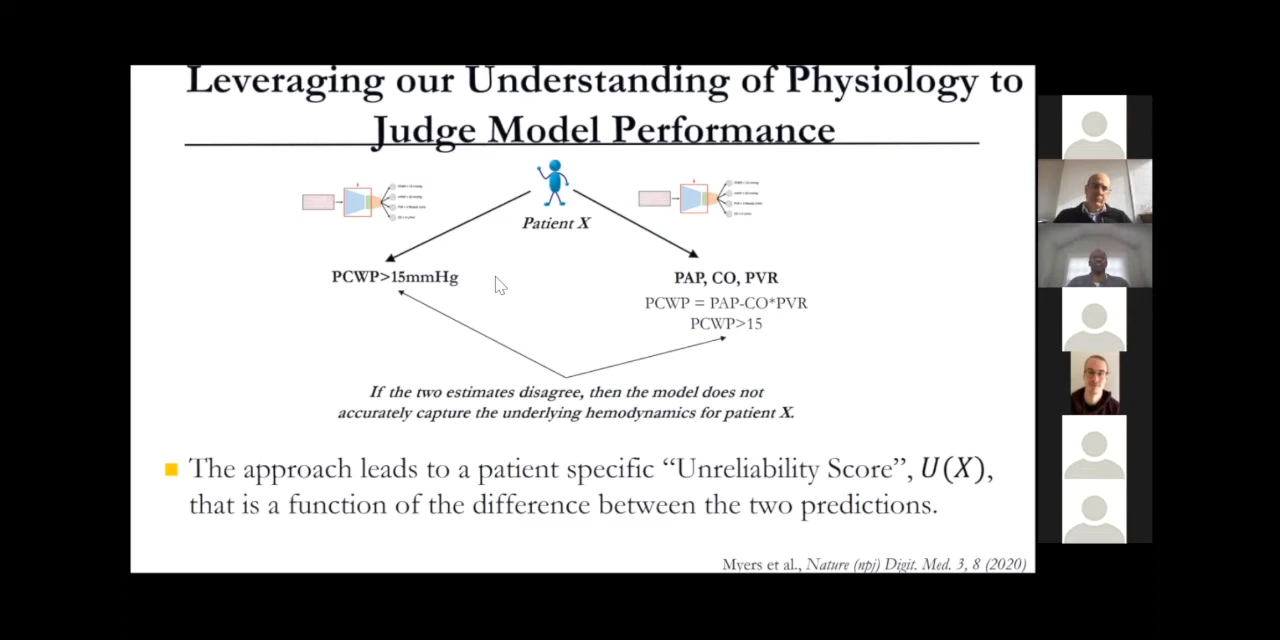 Leveraging our Understanding of Physiology to
Judge Model Performance
Patient X
PCWP>15mmHg
PAP, CO, PVR
PCWP = PAP-CO*PVR
PCWP>15
If the two estimates disagree, then the model does not
accurately capture the underlying hemodynamics for patient X.
The approach leads to a patient specific “Unreliability Score”, U(X),
that is a function of the difference between the two predictions.
Myers et al., Nature (npj) Digit. Med. 3, 8 (2020)